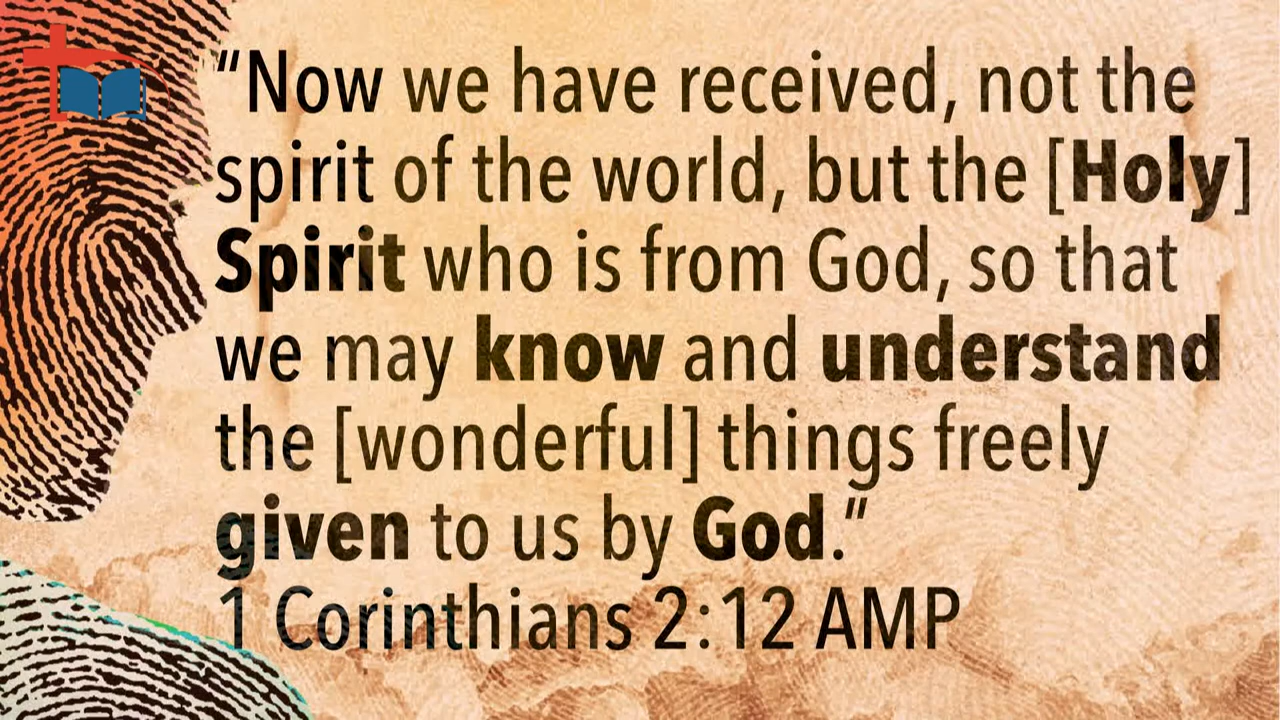 “Now we have received, not the
spirit of the world, but the [Holy]
Spirit who is from God, so that
we may know and understand
the [wonderful] things freely
given to us by God.”
1 Corinthians 2:12 AMP